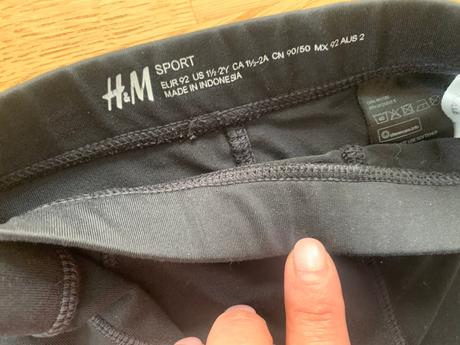 H&M SPORT
EUR 92 US 1½-2Y CA 1½-2A CN 90/50 MX 92 AUS 2
MADE IN INDONESIA